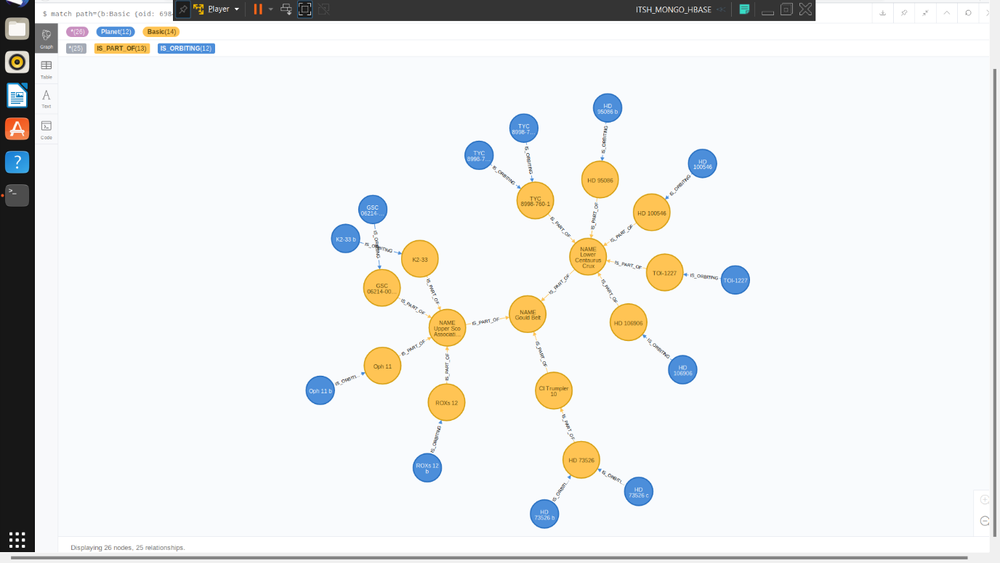 Player
ITSH_MONGO_HBASE
$ match path=(b:Basic {oid: 698
*(26)
Planet(12)
Basic(14)
*(25)
IS_PART_OF(13)
IS_ORBITING(12)
Graph
Table
Text
Code
HD
95086 b
TYC
8998-7...
TYC
8998-7...
HD
100546
HD 95086
TYC
8998-760-1
HD 100546
GSC
06214-...
K2-33 b
K2-33
NAME
Lower
Centaurus
Crux
TOI-1227
TOI-1227
GSC
06214-00...
NAME
Gould Belt
NAME
Upper Sco
Associati...
HD 106906
HD
106906
Oph 11
Oph 11 b
Cl Trumpler
10
ROXs 12
ROXs 12
b
HD 73526
HD
73526 c
HD
73526 b
IS_ORBITING
IS_ORBITING
IS_ORBITING
IS_ORBITING
IS_PART_OF
IS_PART_OF
IS_PART_OF
IS_PART_OF
IS_ORBITING
IS_ORBITING
IS_ORBITING
IS_PART_OF
IS_PART_OF
IS_PART_OF
IS_PART_OF
IS_PART_OF
IS_PART_OF
IS_ORBITING
IS_PART_OF
IS_PART_OF
IS_ORBITI...
IS_PART_OF
IS_ORBITING
IS_PART_OF
IS_ORBITI...
IS_ORBITI...
Displaying 26 nodes, 25 relationships.